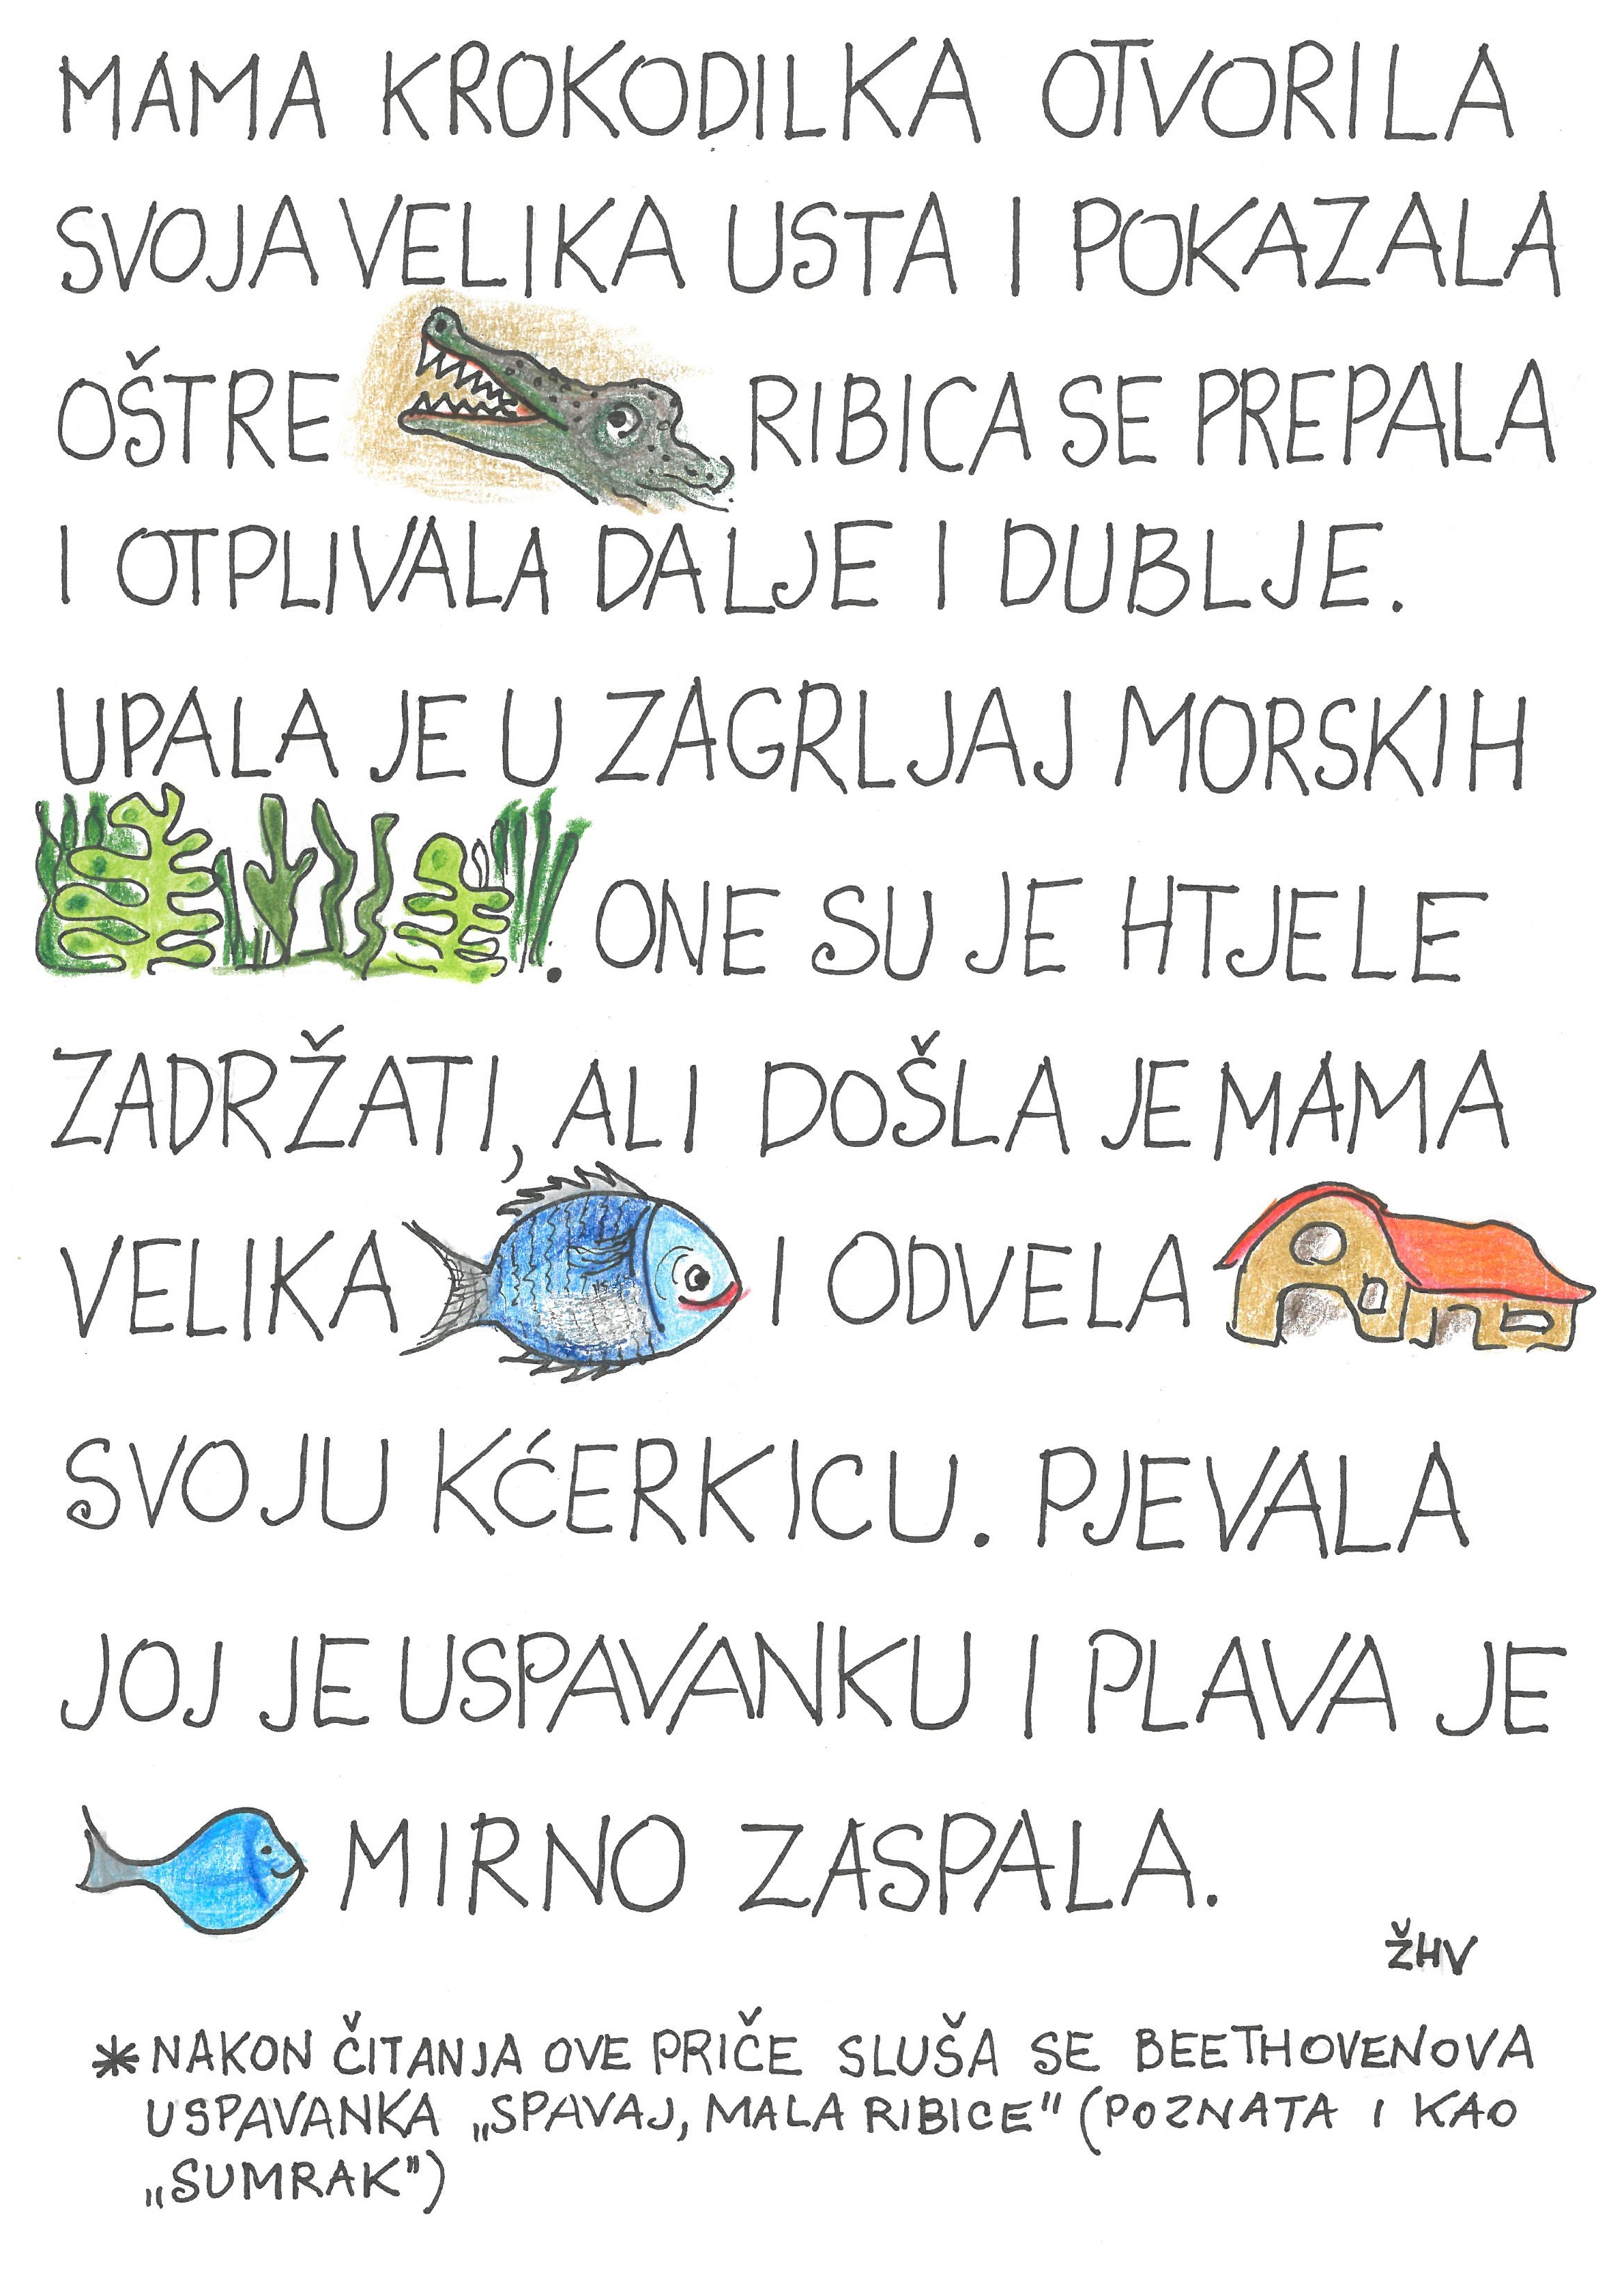 MAMA KROKODILKA OTVORILA
SVOJA VELIKA USTA I POKAZALA
OŠTRE RIBICA SE PREPALA
I OTPLIVALA DALJE I DUBLJE.
UPALA JE U ZAGRLJAJ MORSKIH
. ONE SU JE HTJELE
ZADRŽATI, ALI DOŠLA JE MAMA
VELIKA I ODVELA
SVOJU KĆERKICU. PJEVALA
JOJ JE USPAVANKU I PLAVA JE
MIRNO ZASPALA.
ŽHV
*NAKON ČITANJA OVE PRIČE SLUŠA SE BEETHOVENOVA
USPAVANKA „SPAVAJ, MALA RIBICE" (POZNATA I KAO
„SUMRAK")